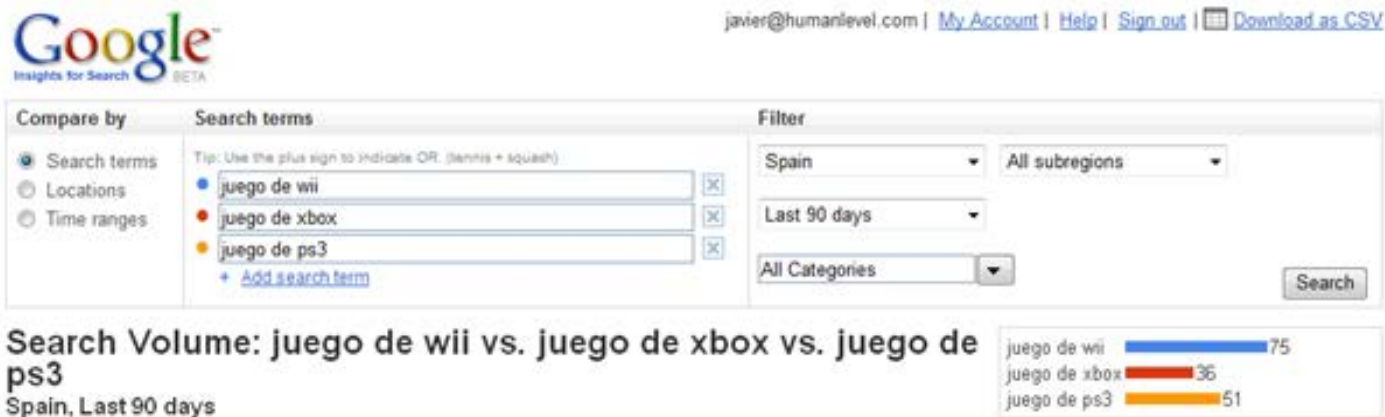 javier@humanlevel.com | My Account | Help | Sign out | Download as CSV
Google
Insights for Search BETA
Compare by
Search terms
Locations
Time ranges
Search terms
Tip: Use the plus sign to indicate OR. (tennis + squash)
juego de wii
juego de xbox
juego de ps3
+ Add search term
Filter
Spain
All subregions
Last 90 days
All Categories
Search
Search Volume: juego de wii vs. juego de xbox vs. juego de
ps3
Spain, Last 90 days
juego de wii 75
juego de xbox 36
juego de ps3 51